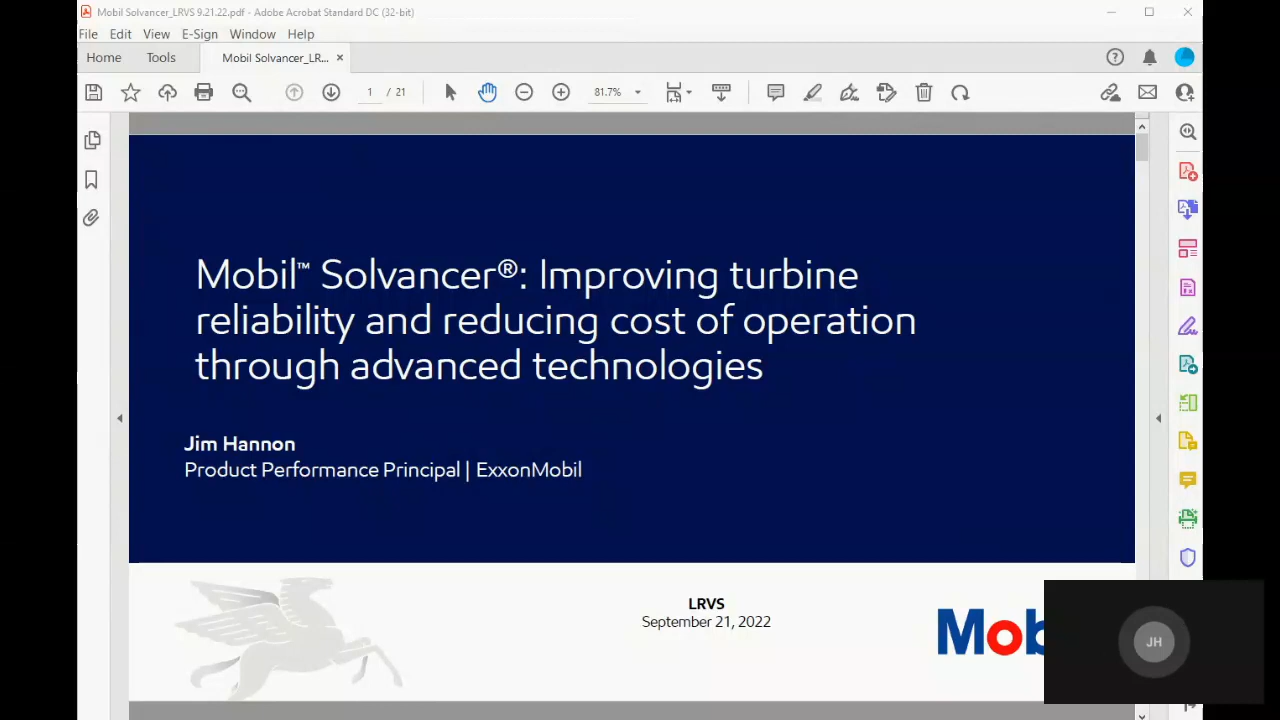 Mobil Solvancer_LRVS 9.21.22.pdf - Adobe Acrobat Standard DC (32-bit)
File Edit View E-Sign Window Help
Home Tools Mobil Solvancer_LR... ×
1 / 21 81.7%
Mobil™ Solvancer®: Improving turbine
reliability and reducing cost of operation
through advanced technologies
Jim Hannon
Product Performance Principal | ExxonMobil
LRVS
September 21, 2022
Mob
JH